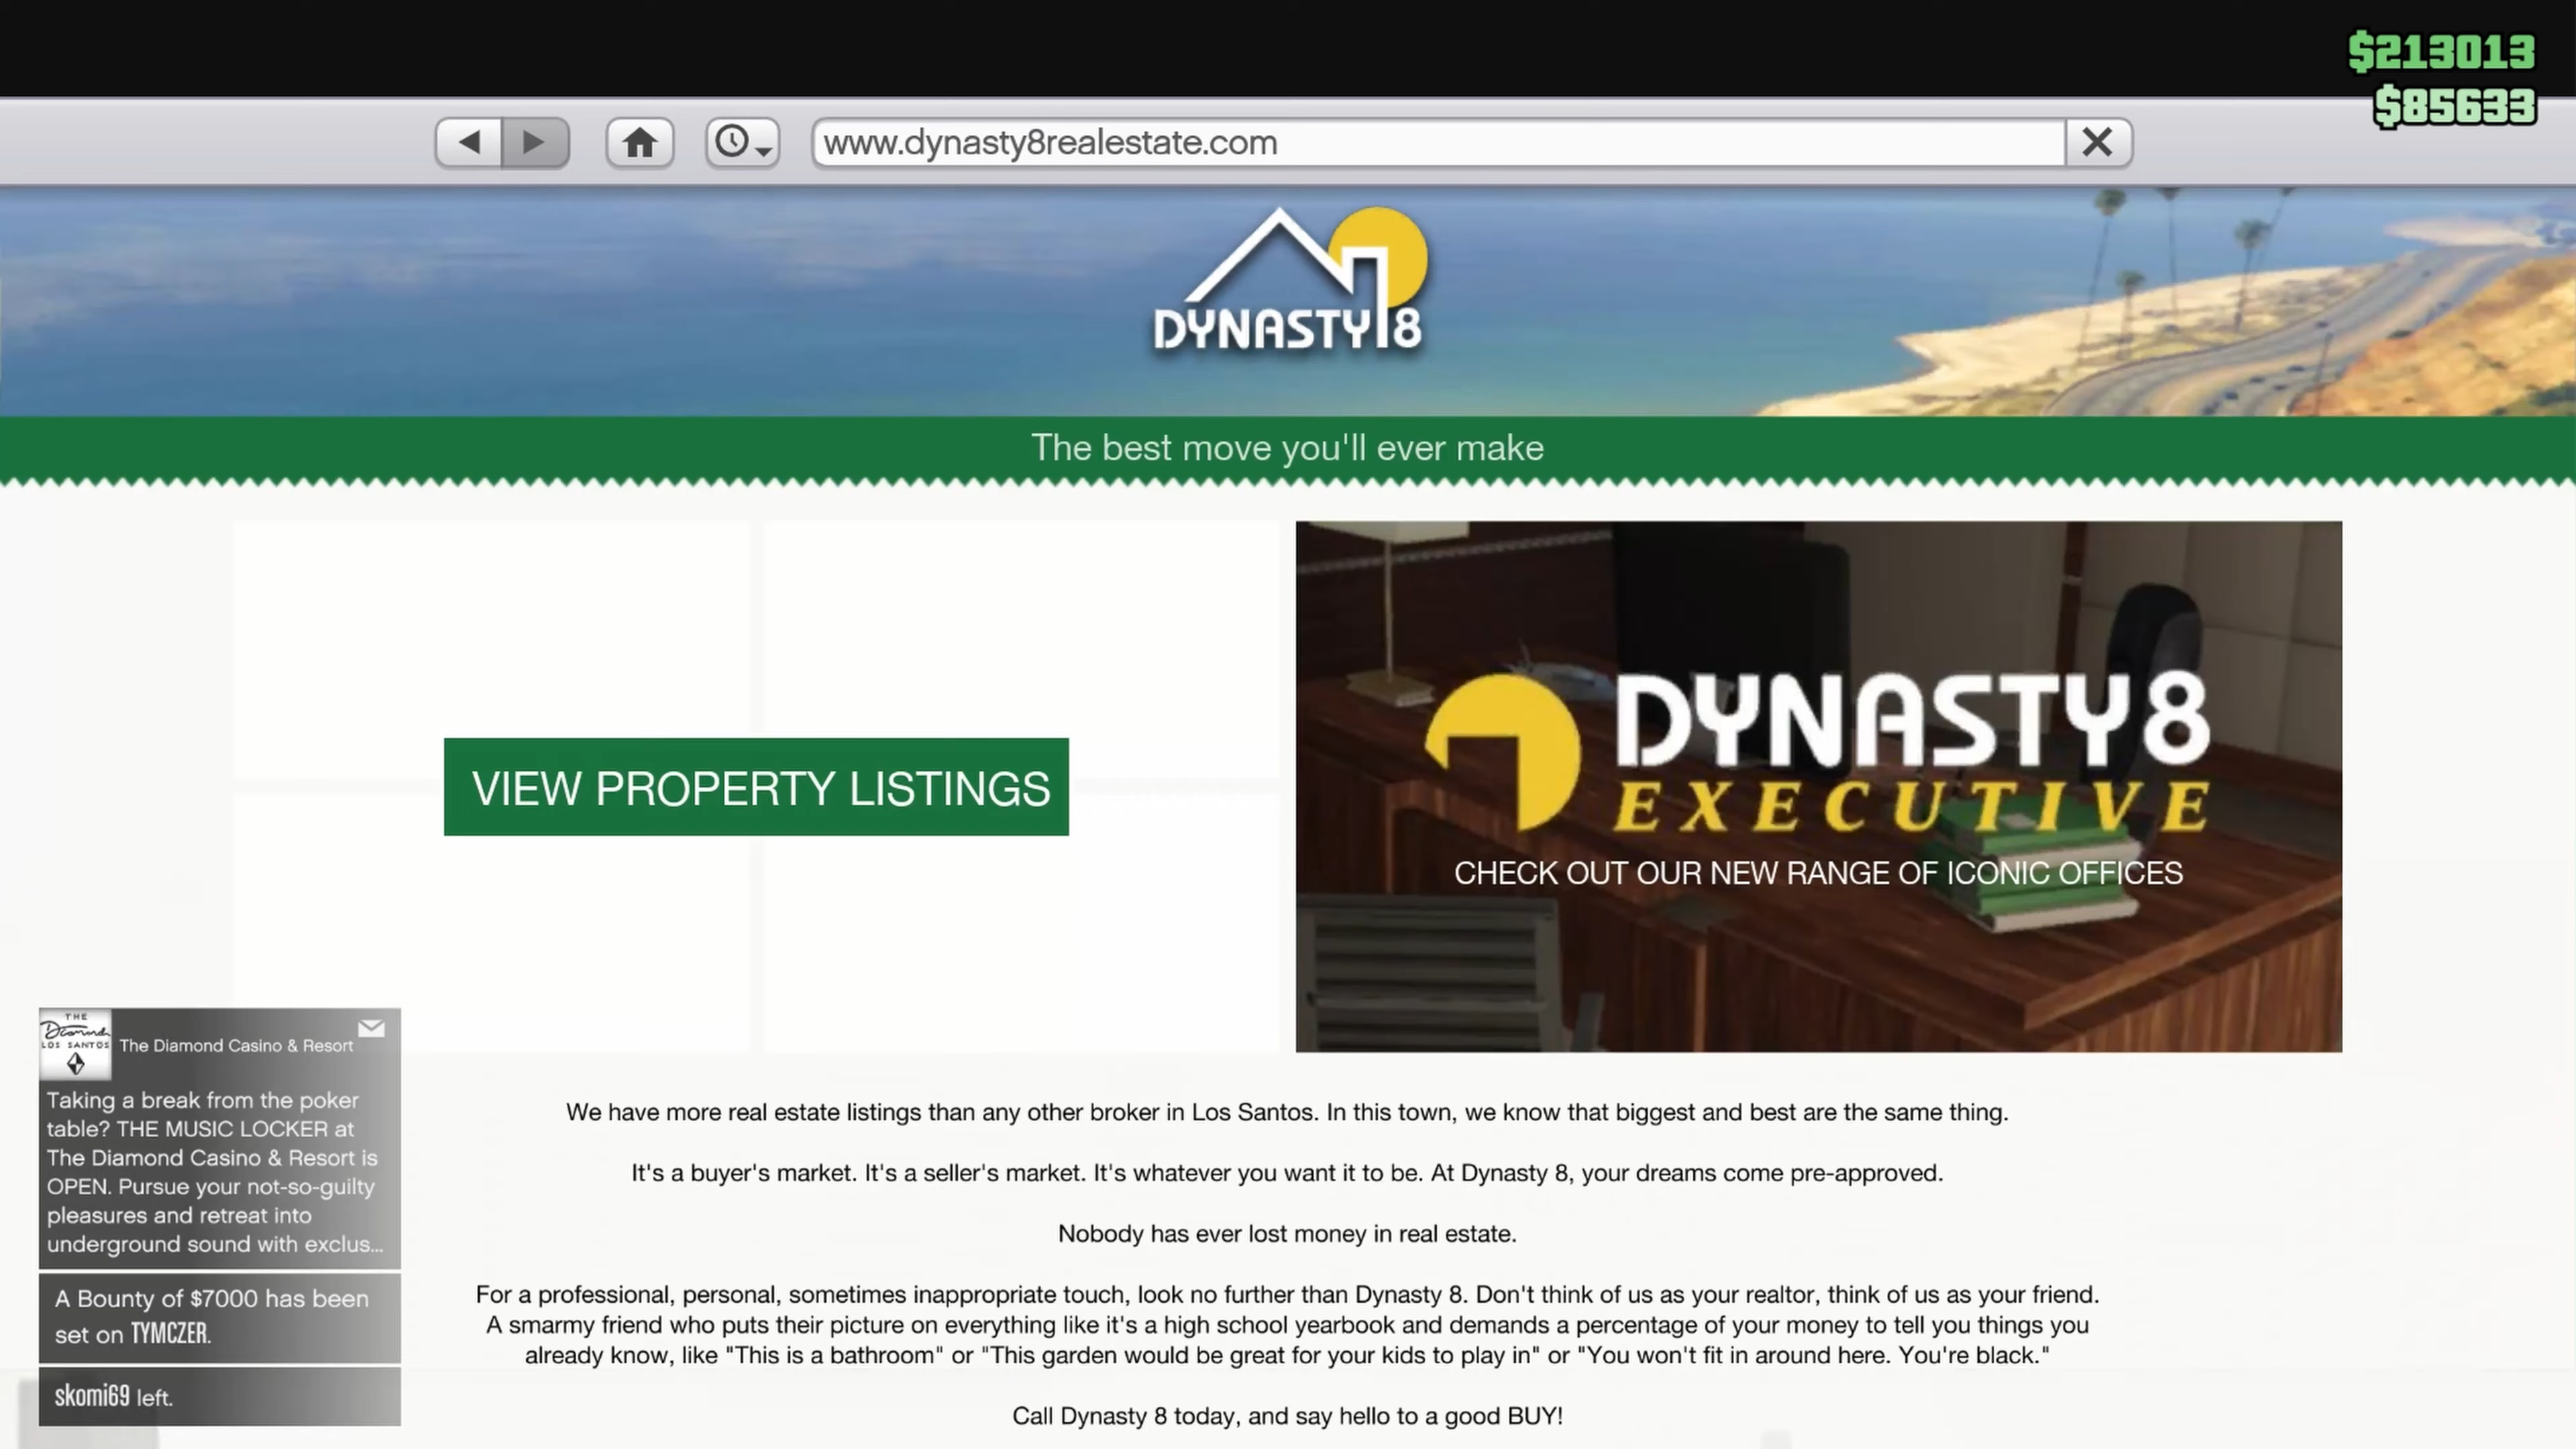 $213013
$85633
www.dynasty8realestate.com
DYNASTY 8
The best move you'll ever make
VIEW PROPERTY LISTINGS
DYNASTY8
EXECUTIVE
CHECK OUT OUR NEW RANGE OF ICONIC OFFICES
THE
Diamond
LOS SANTOS
The Diamond Casino & Resort
Taking a break from the poker
table? THE MUSIC LOCKER at
The Diamond Casino & Resort is
OPEN. Pursue your not-so-guilty
pleasures and retreat into
underground sound with exclus...
A Bounty of $7000 has been
set on TYMCZER.
skomi69 left.
We have more real estate listings than any other broker in Los Santos. In this town, we know that biggest and best are the same thing.
It's a buyer's market. It's a seller's market. It's whatever you want it to be. At Dynasty 8, your dreams come pre-approved.
Nobody has ever lost money in real estate.
For a professional, personal, sometimes inappropriate touch, look no further than Dynasty 8. Don't think of us as your realtor, think of us as your friend.
A smarmy friend who puts their picture on everything like it's a high school yearbook and demands a percentage of your money to tell you things you
already know, like "This is a bathroom" or "This garden would be great for your kids to play in" or "You won't fit in around here. You're black."
Call Dynasty 8 today, and say hello to a good BUY!